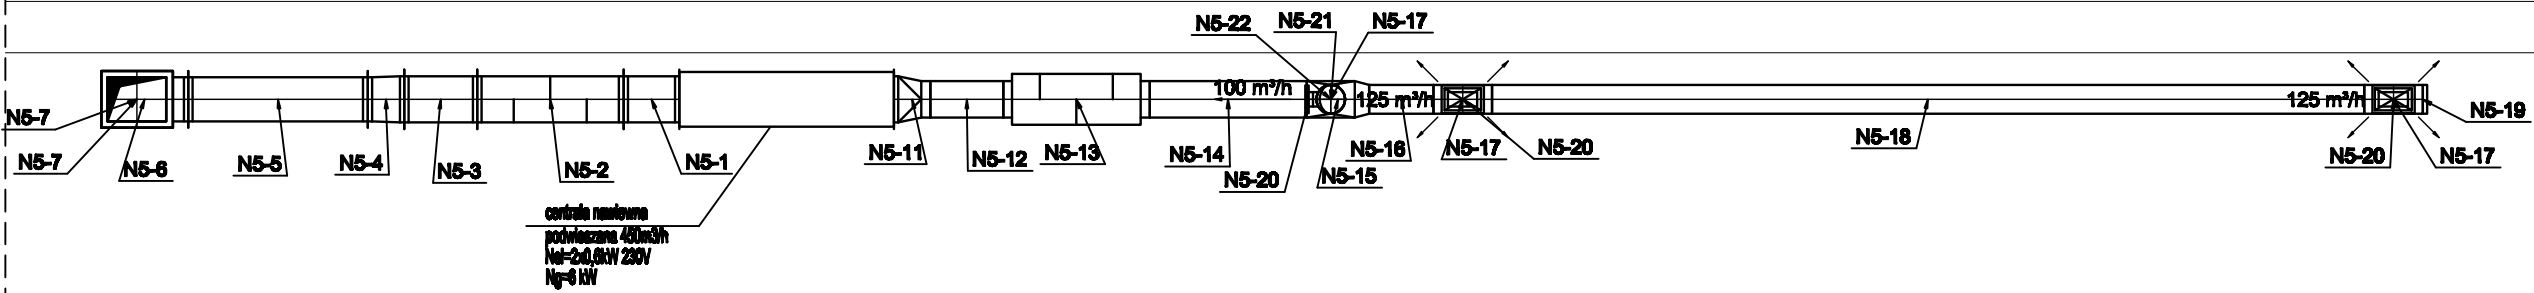 N5-22
N5-21
N5-17
100 m³/h
125 m³/h
125 m³/h
N5-7
N5-7
N5-6
N5-5
N5-4
N5-3
N5-2
N5-1
N5-11
N5-12
N5-13
N5-14
N5-20
N5-15
N5-16
N5-17
N5-20
N5-18
N5-20
N5-17
N5-19
centrala nawiewna
podwieszana 450m3/h
Nel=2x0,6kW 230V
Ng=6 kW